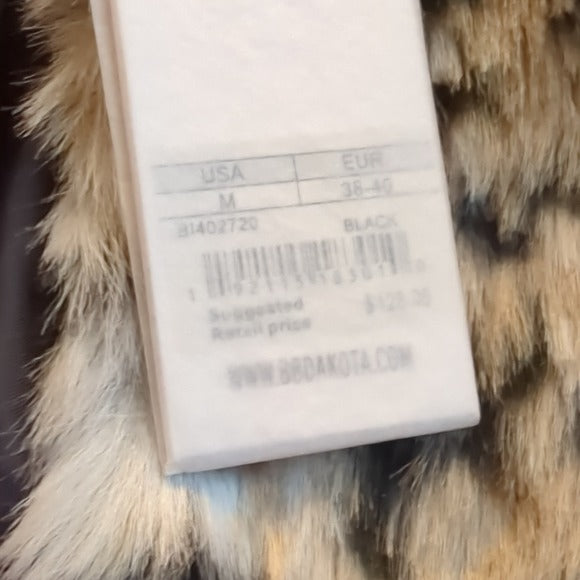 USA EUR
M 38-40
BI402720 BLACK
Suggested
Retail price
WWW.BBDAKOTA.COM